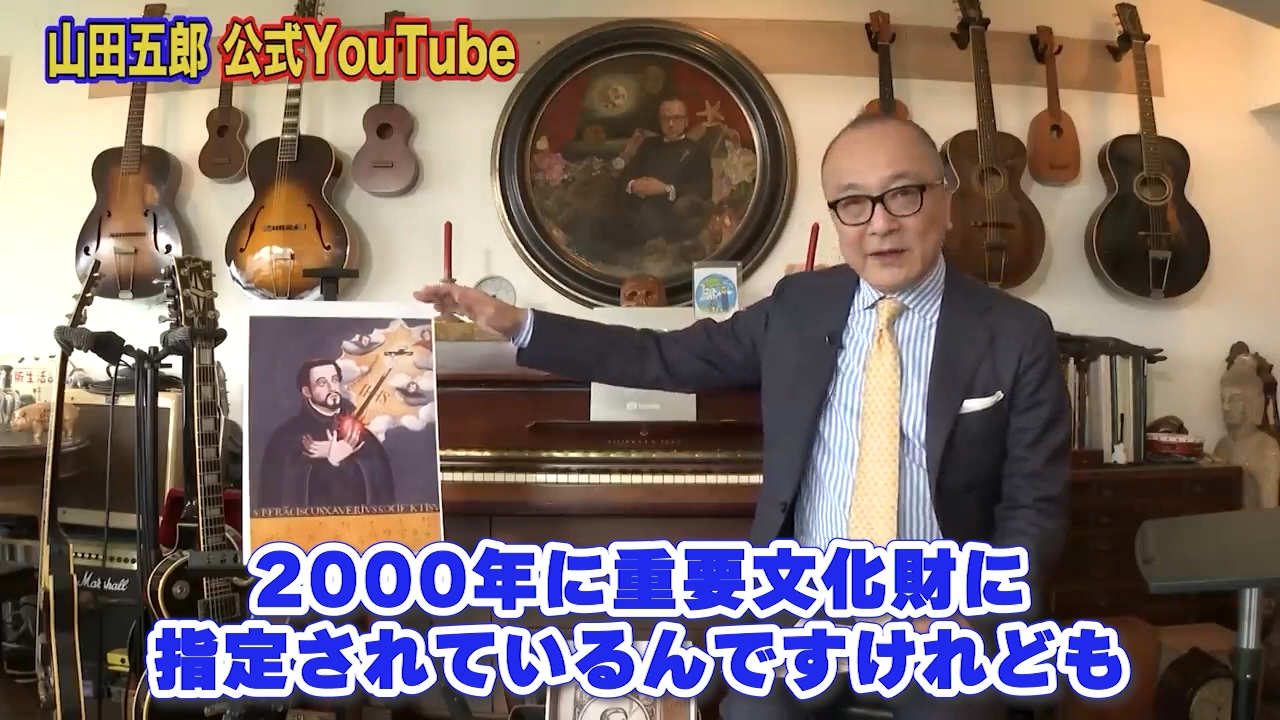 山田五郎 公式YouTube
Marshall
2000年に重要文化財に
指定されているんですけれども